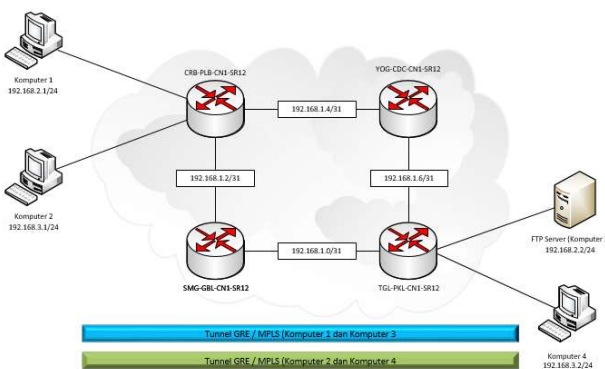 CRB-PLB-CN1-SR12
YOG-CDC-CN1-SR12
Komputer 1
192.168.2.1/24
192.168.1.4/31
192.168.1.2/31
192.168.1.6/31
Komputer 2
192.168.3.1/24
FTP Server (Komputer
192.168.2.2/24
192.168.1.0/31
SMG-GBL-CN1-SR12
TGL-PKL-CN1-SR12
Tunnel GRE / MPLS (Komputer 1 dan Komputer 3
Tunnel GRE / MPLS (Komputer 2 dan Komputer 4
Komputer 4
192.168.3.2/24